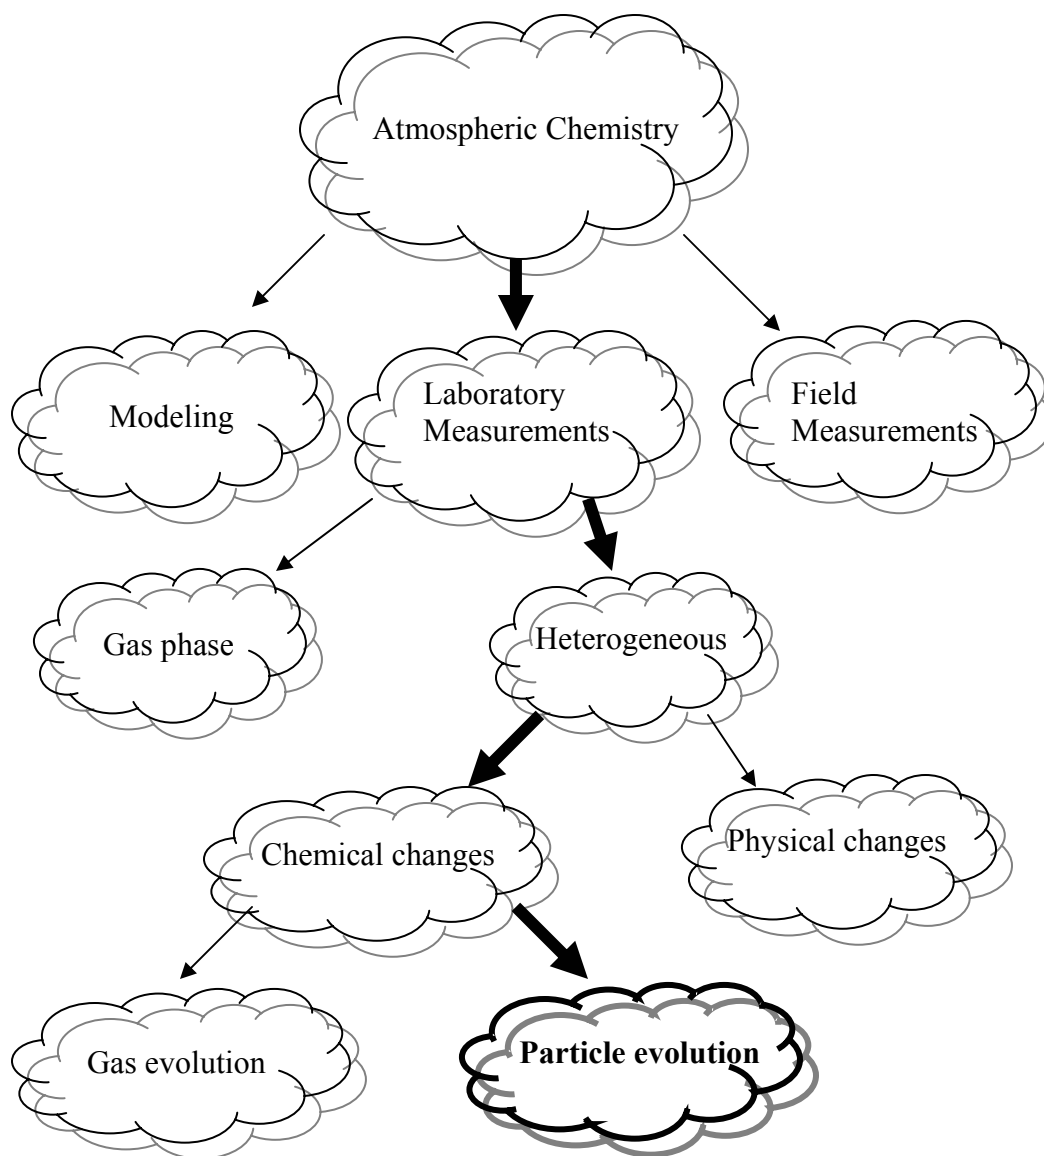 Atmospheric Chemistry
Modeling
Laboratory
Measurements
Field
Measurements
Gas phase
Heterogeneous
Chemical changes
Physical changes
Gas evolution
Particle evolution